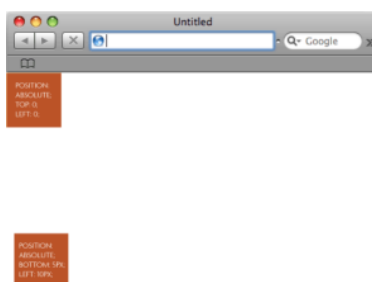 Untitled
Google
POSITION:
ABSOLUTE;
TOP: 0;
LEFT: 0;
POSITION:
ABSOLUTE;
BOTTOM: 5PX;
LEFT: 10PX;